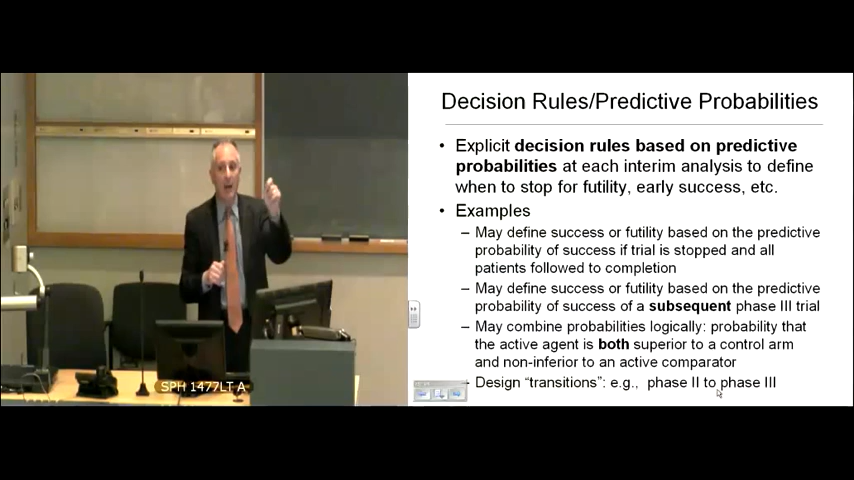 Decision Rules/Predictive Probabilities
• Explicit decision rules based on predictive
probabilities at each interim analysis to define
when to stop for futility, early success, etc.
• Examples
– May define success or futility based on the predictive
probability of success if trial is stopped and all
patients followed to completion
– May define success or futility based on the predictive
probability of success of a subsequent phase III trial
– May combine probabilities logically: probability that
the active agent is both superior to a control arm
and non-inferior to an active comparator
– Design “transitions”: e.g., phase II to phase III
SPH 1477LT A